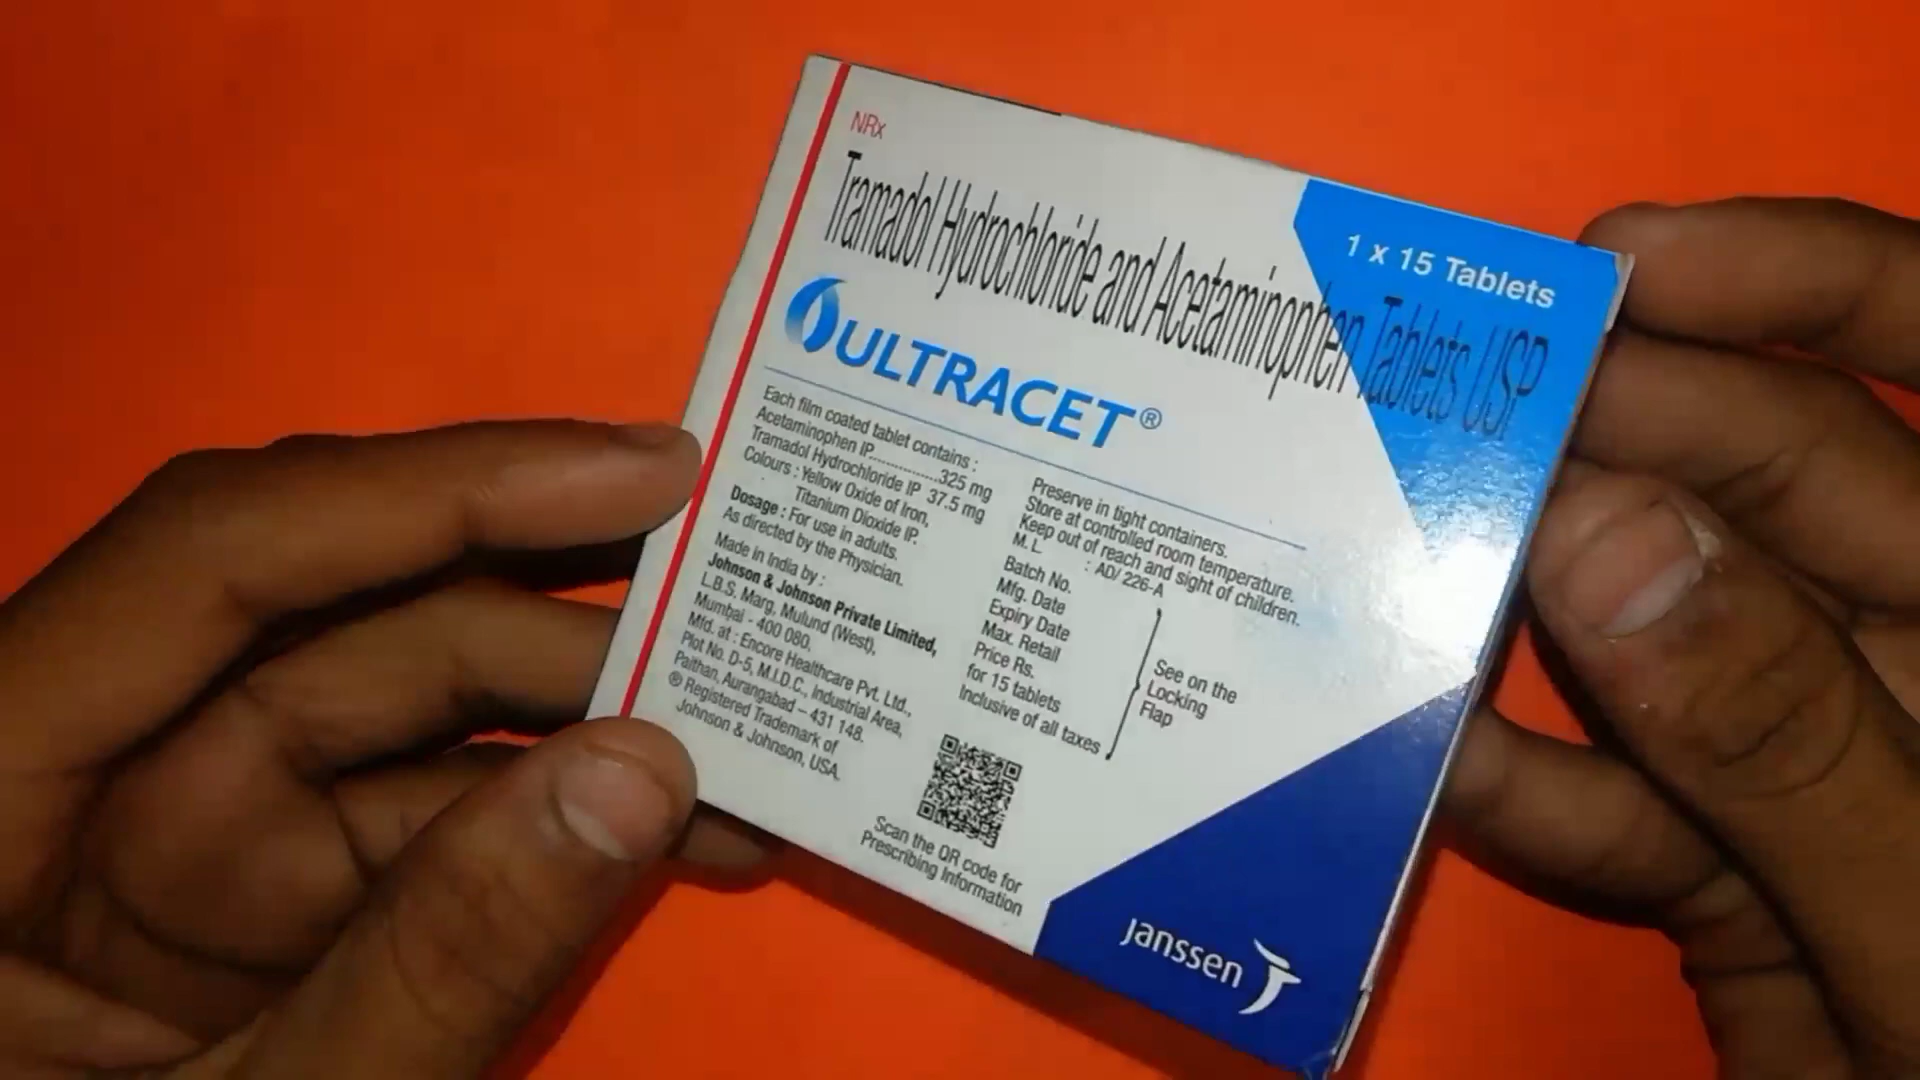 NRx
1 x 15 Tablets
Tramadol Hydrochloride and Acetaminophen Tablets USP
ULTRACET®
Each film coated tablet contains :
Acetaminophen IP................325 mg
Tramadol Hydrochloride IP 37.5 mg
Colours : Yellow Oxide of Iron,
Titanium Dioxide IP.
Dosage : For use in adults.
As directed by the Physician.
Made in India by :
Johnson & Johnson Private Limited,
L.B.S. Marg, Mulund (West),
Mumbai - 400 080.
Mfd. at : Encore Healthcare Pvt. Ltd.,
Plot No. D-5, M.I.D.C., Industrial Area,
Paithan, Aurangabad – 431 148.
® Registered Trademark of
Johnson & Johnson, USA.
Preserve in tight containers.
Store at controlled room temperature.
Keep out of reach and sight of children.
M. L. : AD/ 226-A
Batch No.
Mfg. Date
Expiry Date
Max. Retail
Price Rs.
for 15 tablets
Inclusive of all taxes
See on the
Locking
Flap
Scan the QR code for
Prescribing Information
Janssen